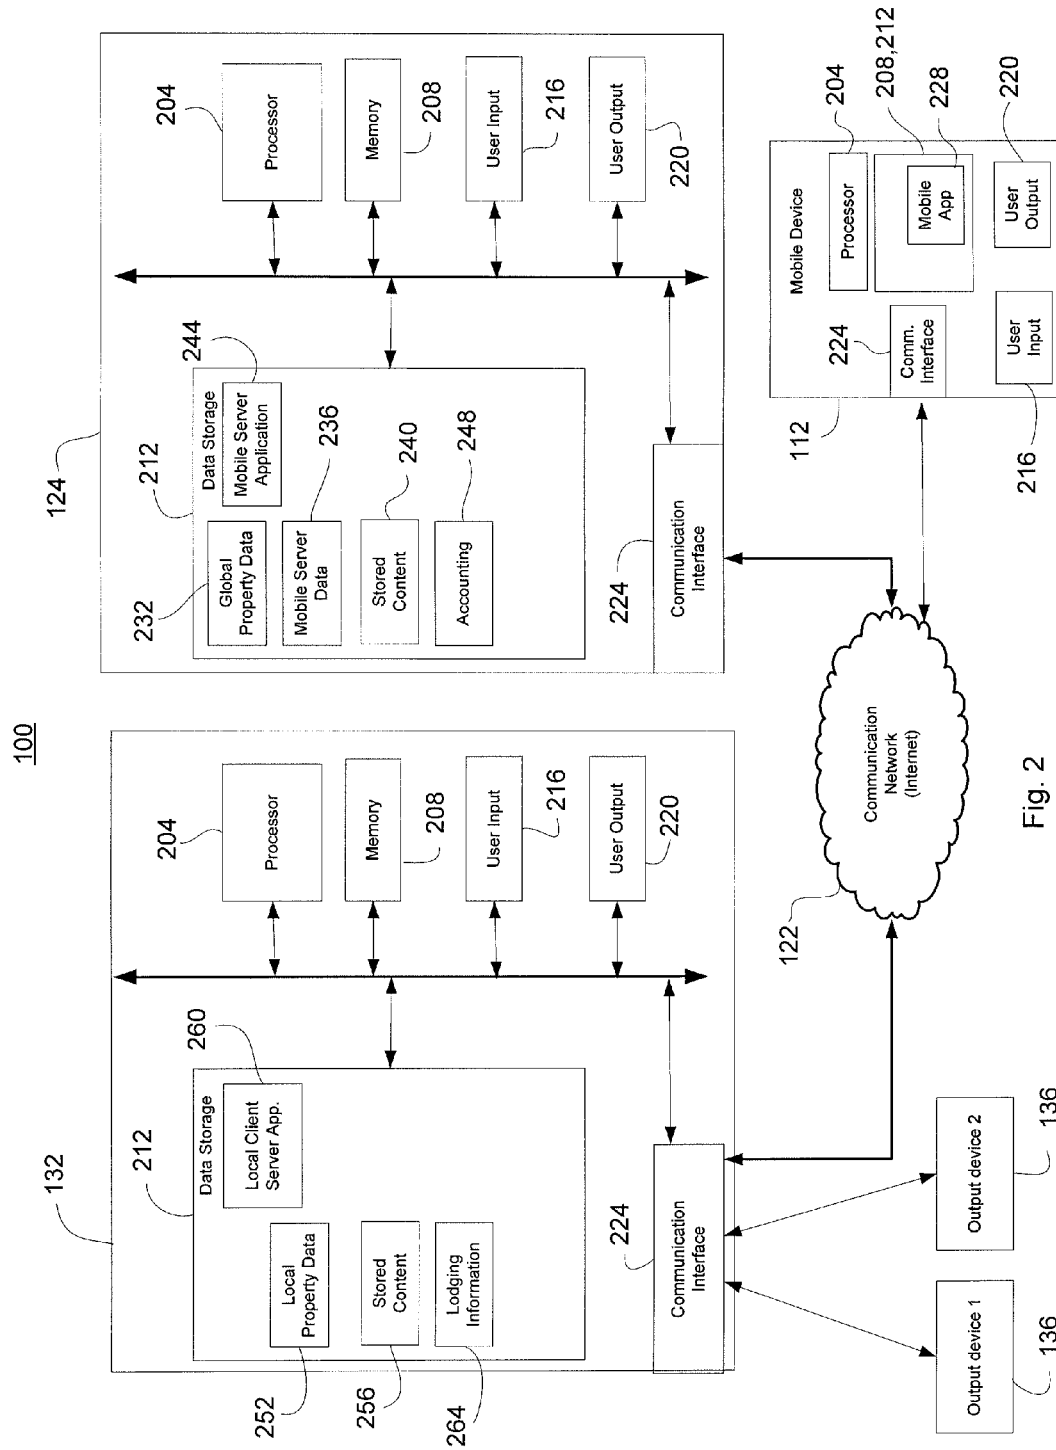 100
132
212
Data Storage
260
Local Client
Server App.
252
Local
Property Data
256
Stored
Content
264
Lodging
Information
204
Processor
Memory
208
User Input
216
User Output
220
224
Communication
Interface
Output device 1
136
Output device 2
136
124
212
Data Storage
244
Mobile Server
Application
232
Global
Property Data
236
Mobile Server
Data
240
Stored
Content
248
Accounting
204
Processor
Memory
208
User Input
216
User Output
220
224
Communication
Interface
122
Communication
Network
(Internet)
112
Mobile Device
204
Processor
208,212
228
Mobile
App
224
Comm.
Interface
User
Input
216
User
Output
220
Fig. 2